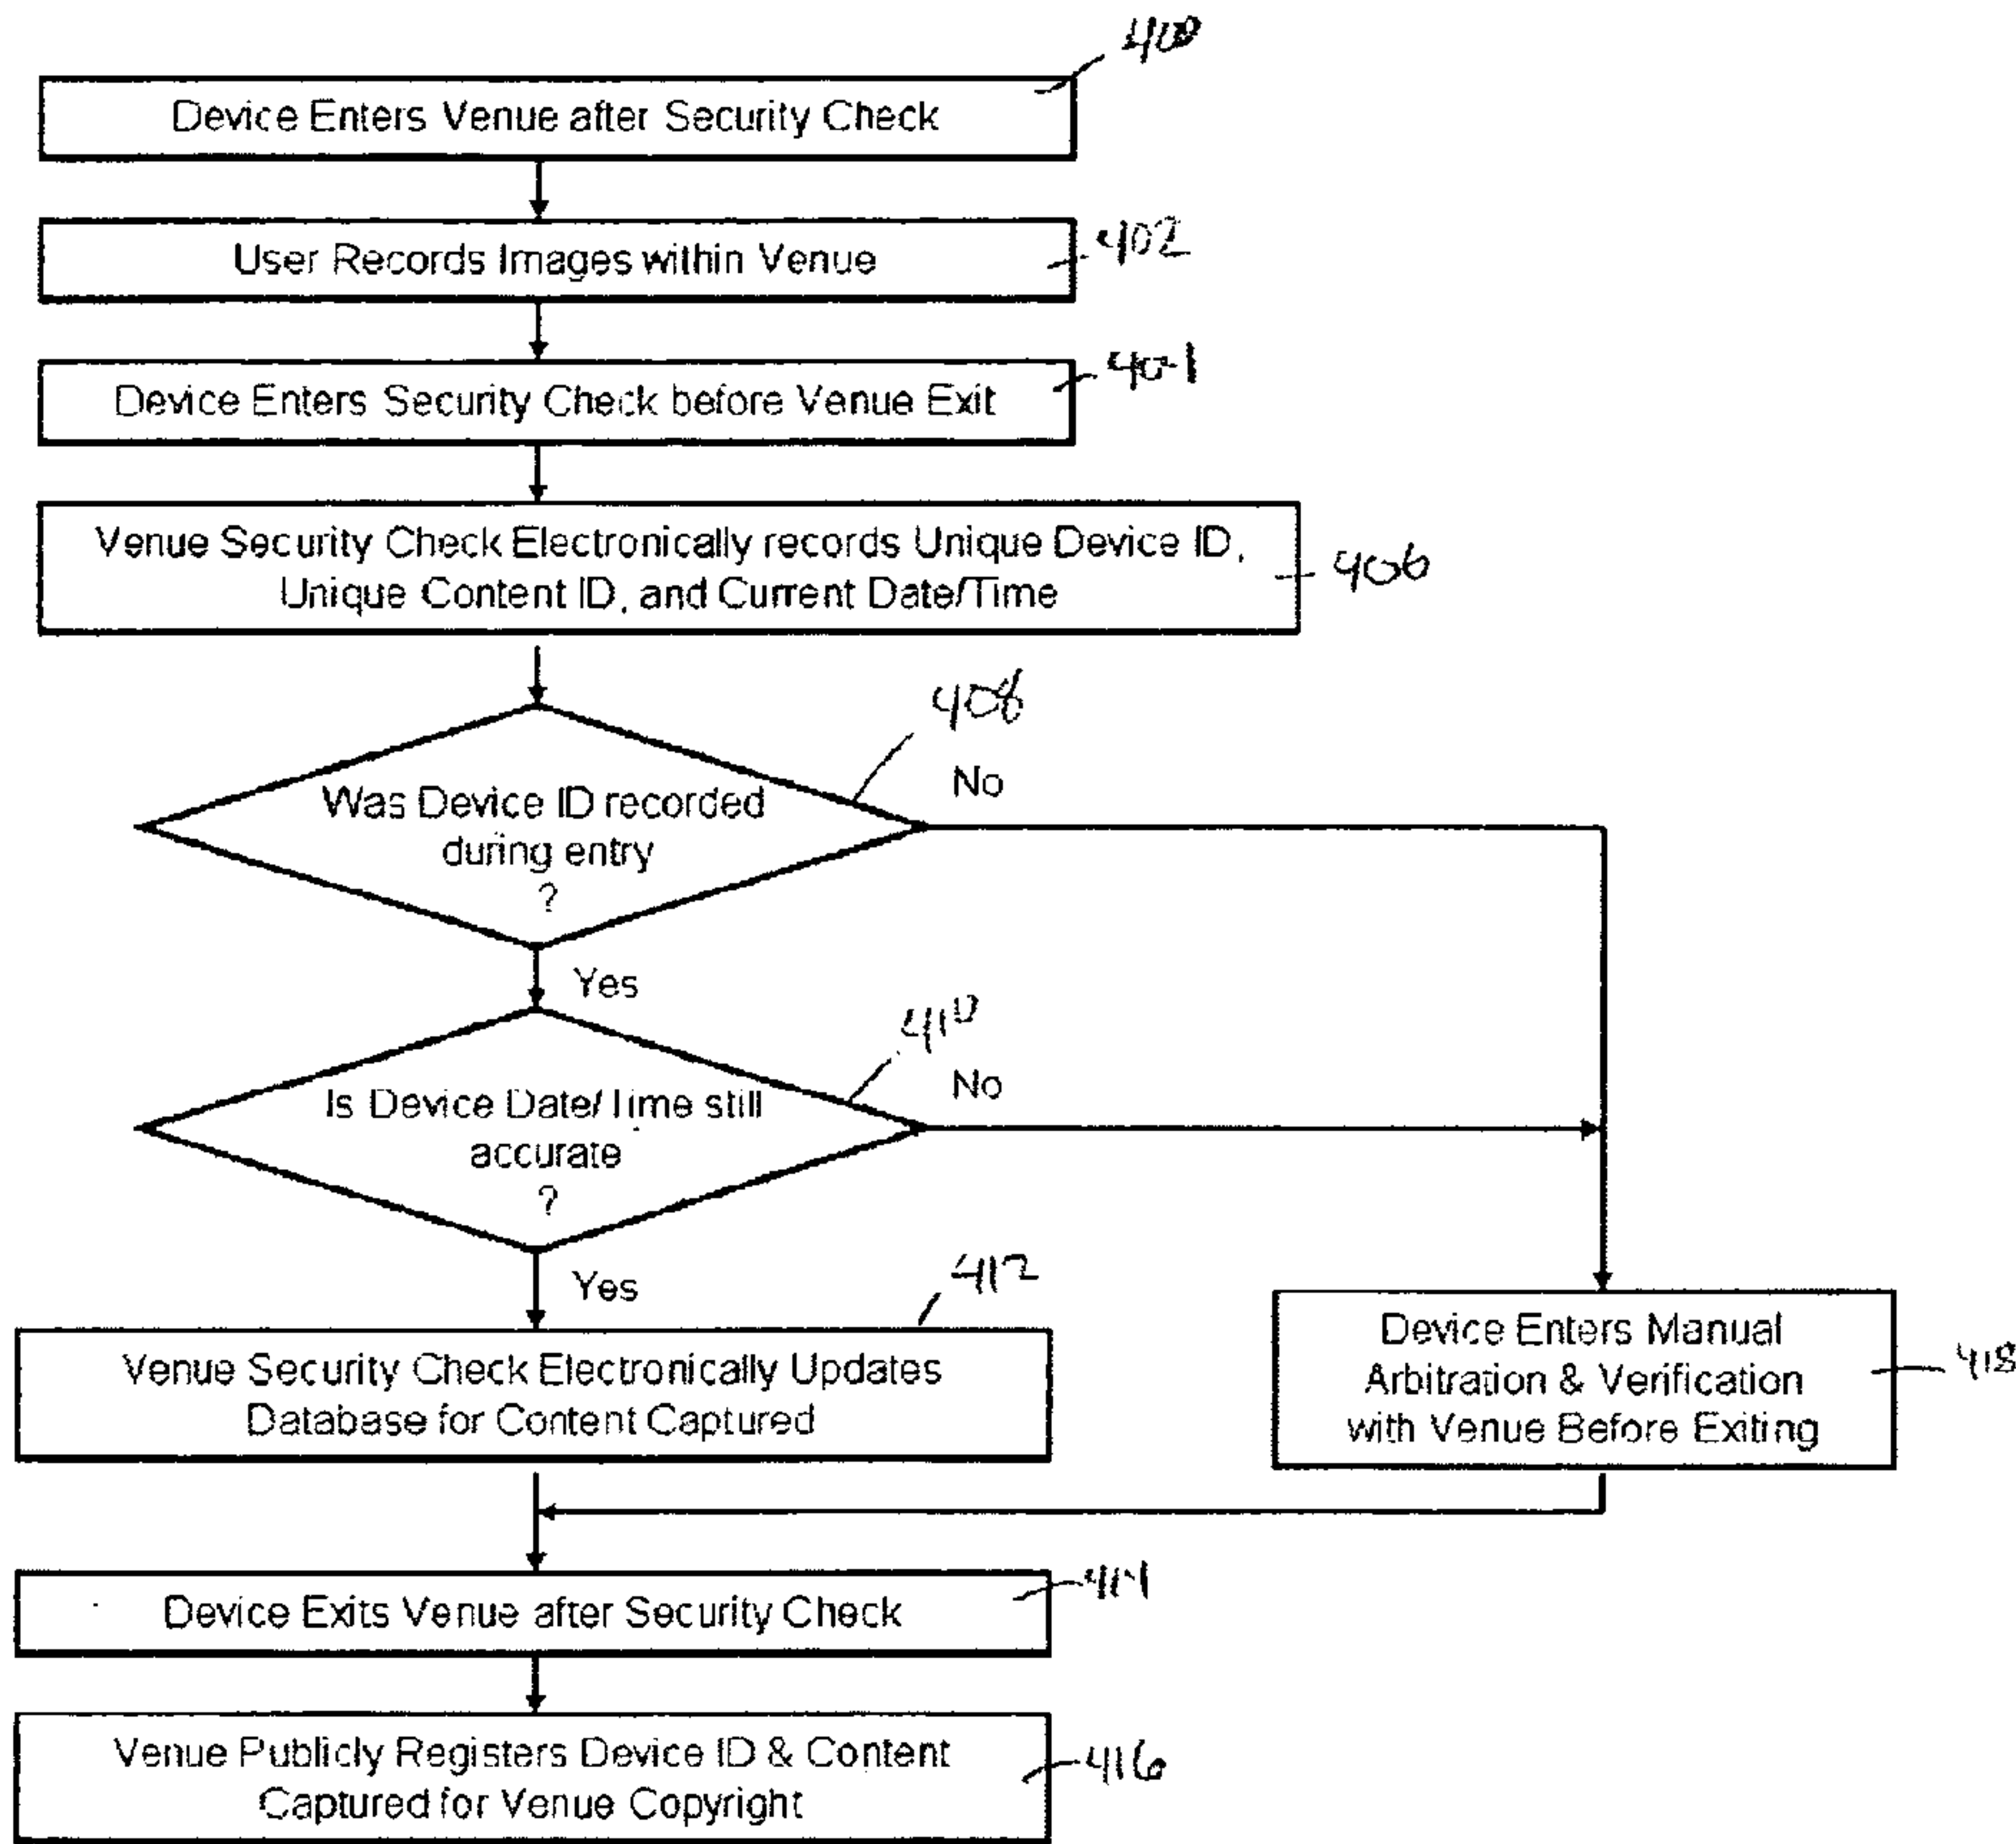 400
Device Enters Venue after Security Check
User Records Images within Venue
402
Device Enters Security Check before Venue Exit
404
Venue Security Check Electronically records Unique Device ID,
Unique Content ID, and Current Date/Time
406
408
Was Device ID recorded
during entry
?
No
Yes
410
Is Device Date/Time still
accurate
?
No
Yes
412
Venue Security Check Electronically Updates
Database for Content Captured
Device Enters Manual
Arbitration & Verification
with Venue Before Exiting
418
Device Exits Venue after Security Check
414
Venue Publicly Registers Device ID & Content
Captured for Venue Copyright
416